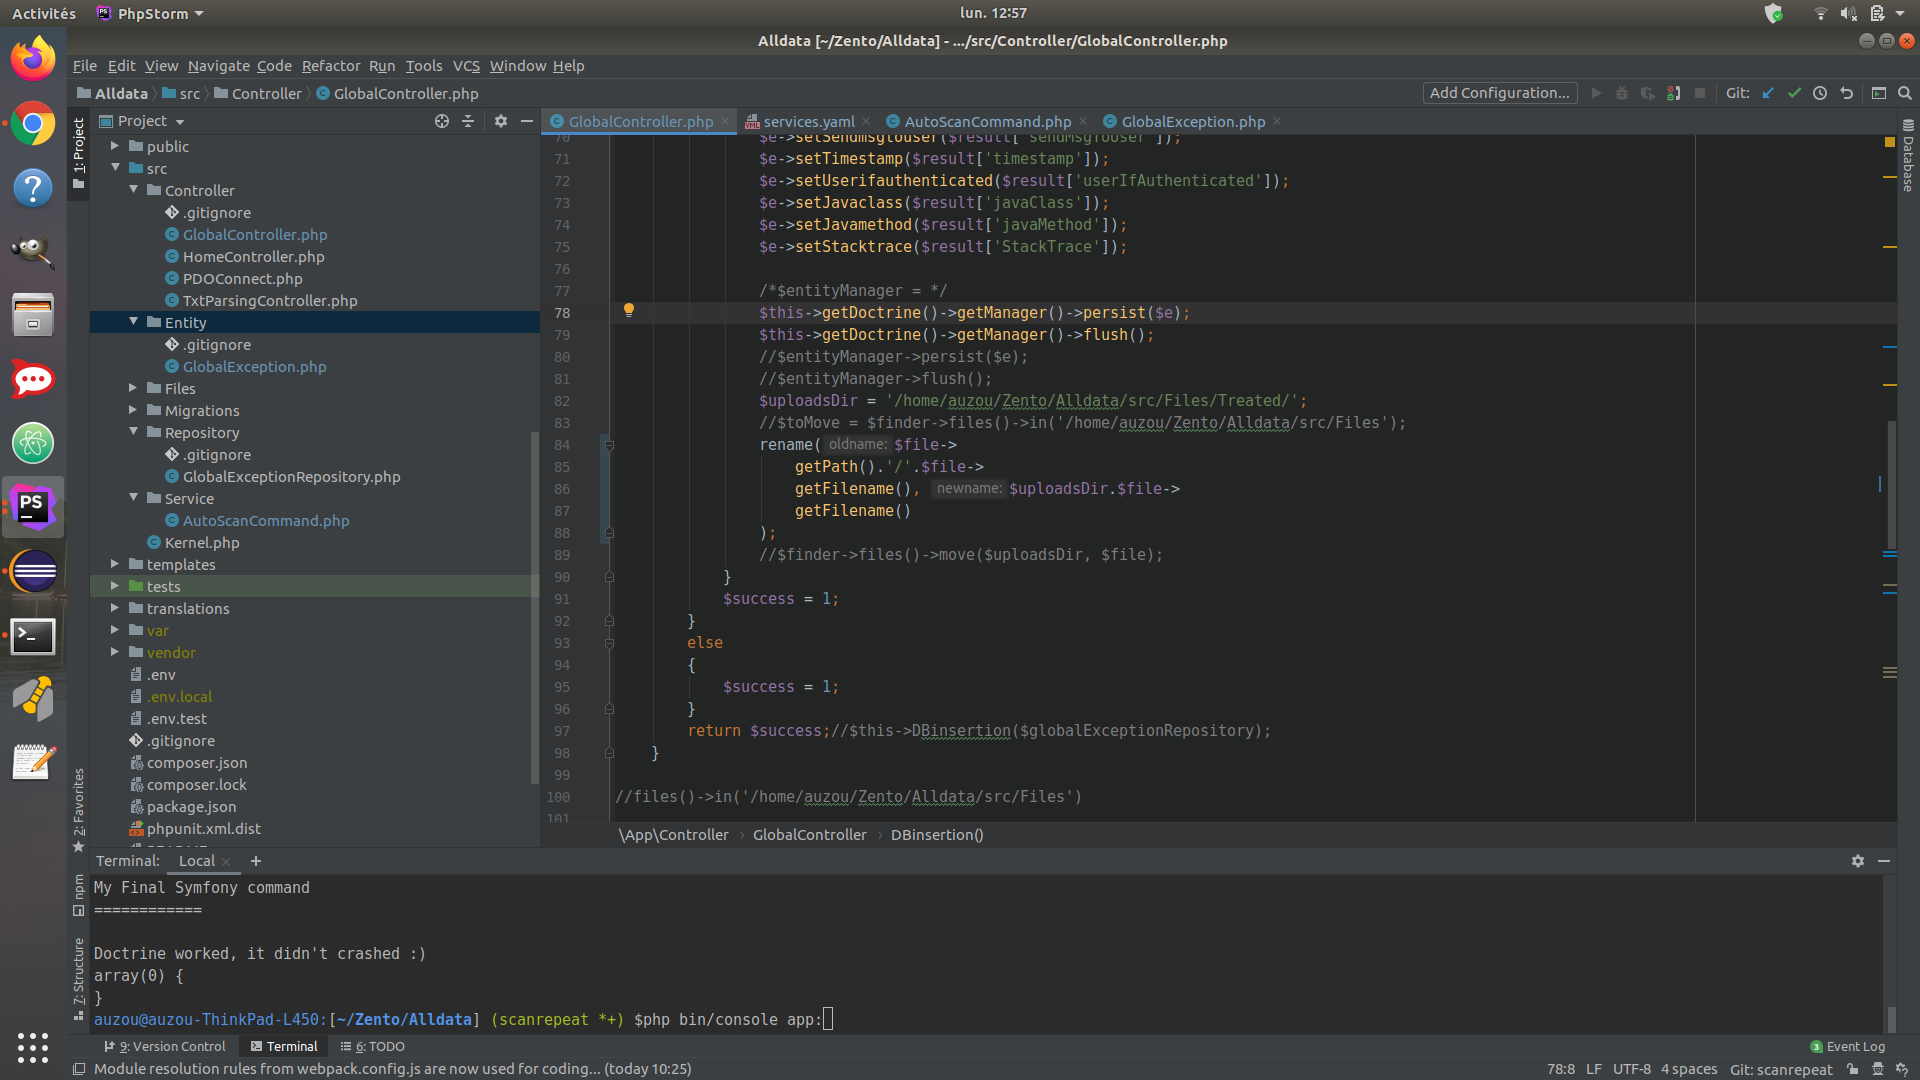 Activités PhpStorm lun. 12:57
Alldata [~/Zento/Alldata] - .../src/Controller/GlobalController.php
File Edit View Navigate Code Refactor Run Tools VCS Window Help
Alldata src Controller GlobalController.php Add Configuration... Git:
1: Project
Project
public
src
Controller
.gitignore
GlobalController.php
HomeController.php
PDOConnect.php
TxtParsingController.php
Entity
.gitignore
GlobalException.php
Files
Migrations
Repository
.gitignore
GlobalExceptionRepository.php
Service
AutoScanCommand.php
Kernel.php
templates
tests
translations
var
vendor
.env
.env.local
.env.test
.gitignore
composer.json
composer.lock
package.json
phpunit.xml.dist
GlobalController.php services.yaml AutoScanCommand.php GlobalException.php
70 $e->setSendmsgtouser($result['sendMsgToUser']);
71 $e->setTimestamp($result['timestamp']);
72 $e->setUserifauthenticated($result['userIfAuthenticated']);
73 $e->setJavaclass($result['javaClass']);
74 $e->setJavamethod($result['javaMethod']);
75 $e->setStacktrace($result['StackTrace']);
76
77 /*$entityManager = */
78 $this->getDoctrine()->getManager()->persist($e);
79 $this->getDoctrine()->getManager()->flush();
80 //$entityManager->persist($e);
81 //$entityManager->flush();
82 $uploadsDir = '/home/auzou/Zento/Alldata/src/Files/Treated/';
83 //$toMove = $finder->files()->in('/home/auzou/Zento/Alldata/src/Files');
84 rename( oldname: $file->
85 getPath().'/'.$file->
86 getFilename(), newname: $uploadsDir.$file->
87 getFilename()
88 );
89 //$finder->files()->move($uploadsDir, $file);
90 }
91 $success = 1;
92 }
93 else
94 {
95 $success = 1;
96 }
97 return $success;//$this->DBinsertion($globalExceptionRepository);
98 }
99
100 //files()->in('/home/auzou/Zento/Alldata/src/Files')
101
\App\Controller › GlobalController › DBinsertion()
Database
2: Favorites
npm
7: Structure
Terminal: Local +
My Final Symfony command
============
Doctrine worked, it didn't crashed :)
array(0) {
}
auzou@auzou-ThinkPad-L450:[~/Zento/Alldata] (scanrepeat *+) $php bin/console app:
9: Version Control Terminal 6: TODO 3 Event Log
Module resolution rules from webpack.config.js are now used for coding... (today 10:25) 78:8 LF UTF-8 4 spaces Git: scanrepeat